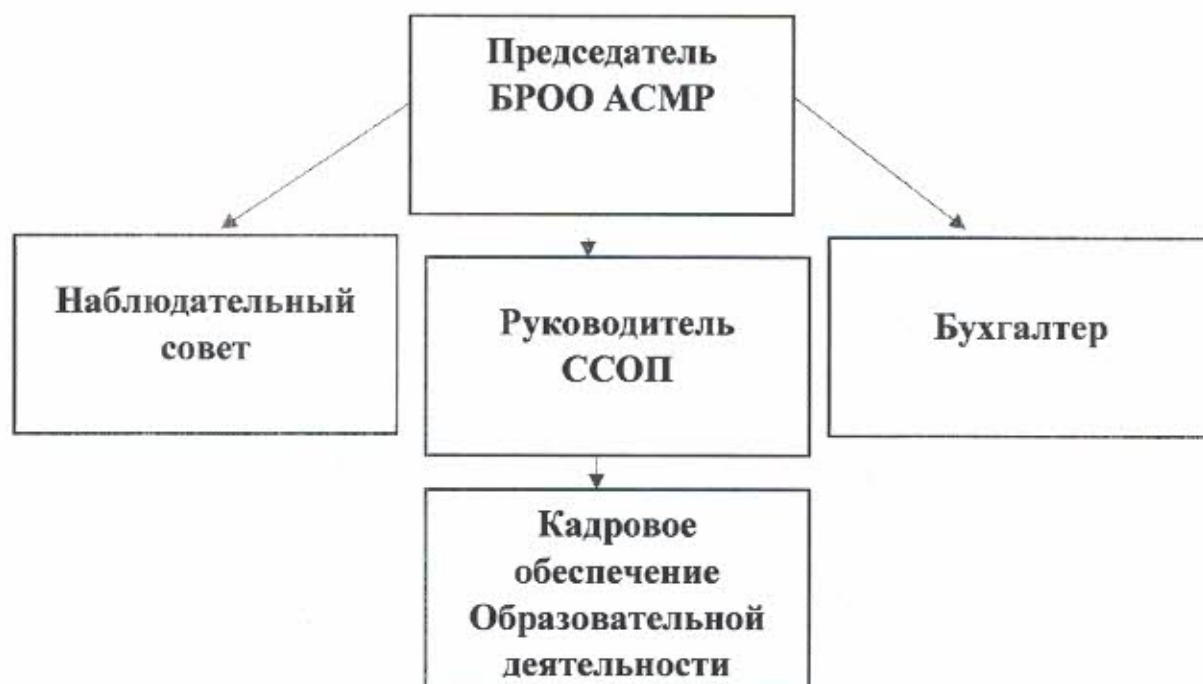 Председатель
БРОО АСМР
Наблюдательный
совет
Руководитель
ССОП
Бухгалтер
Кадровое
обеспечение
Образовательной
деятельности